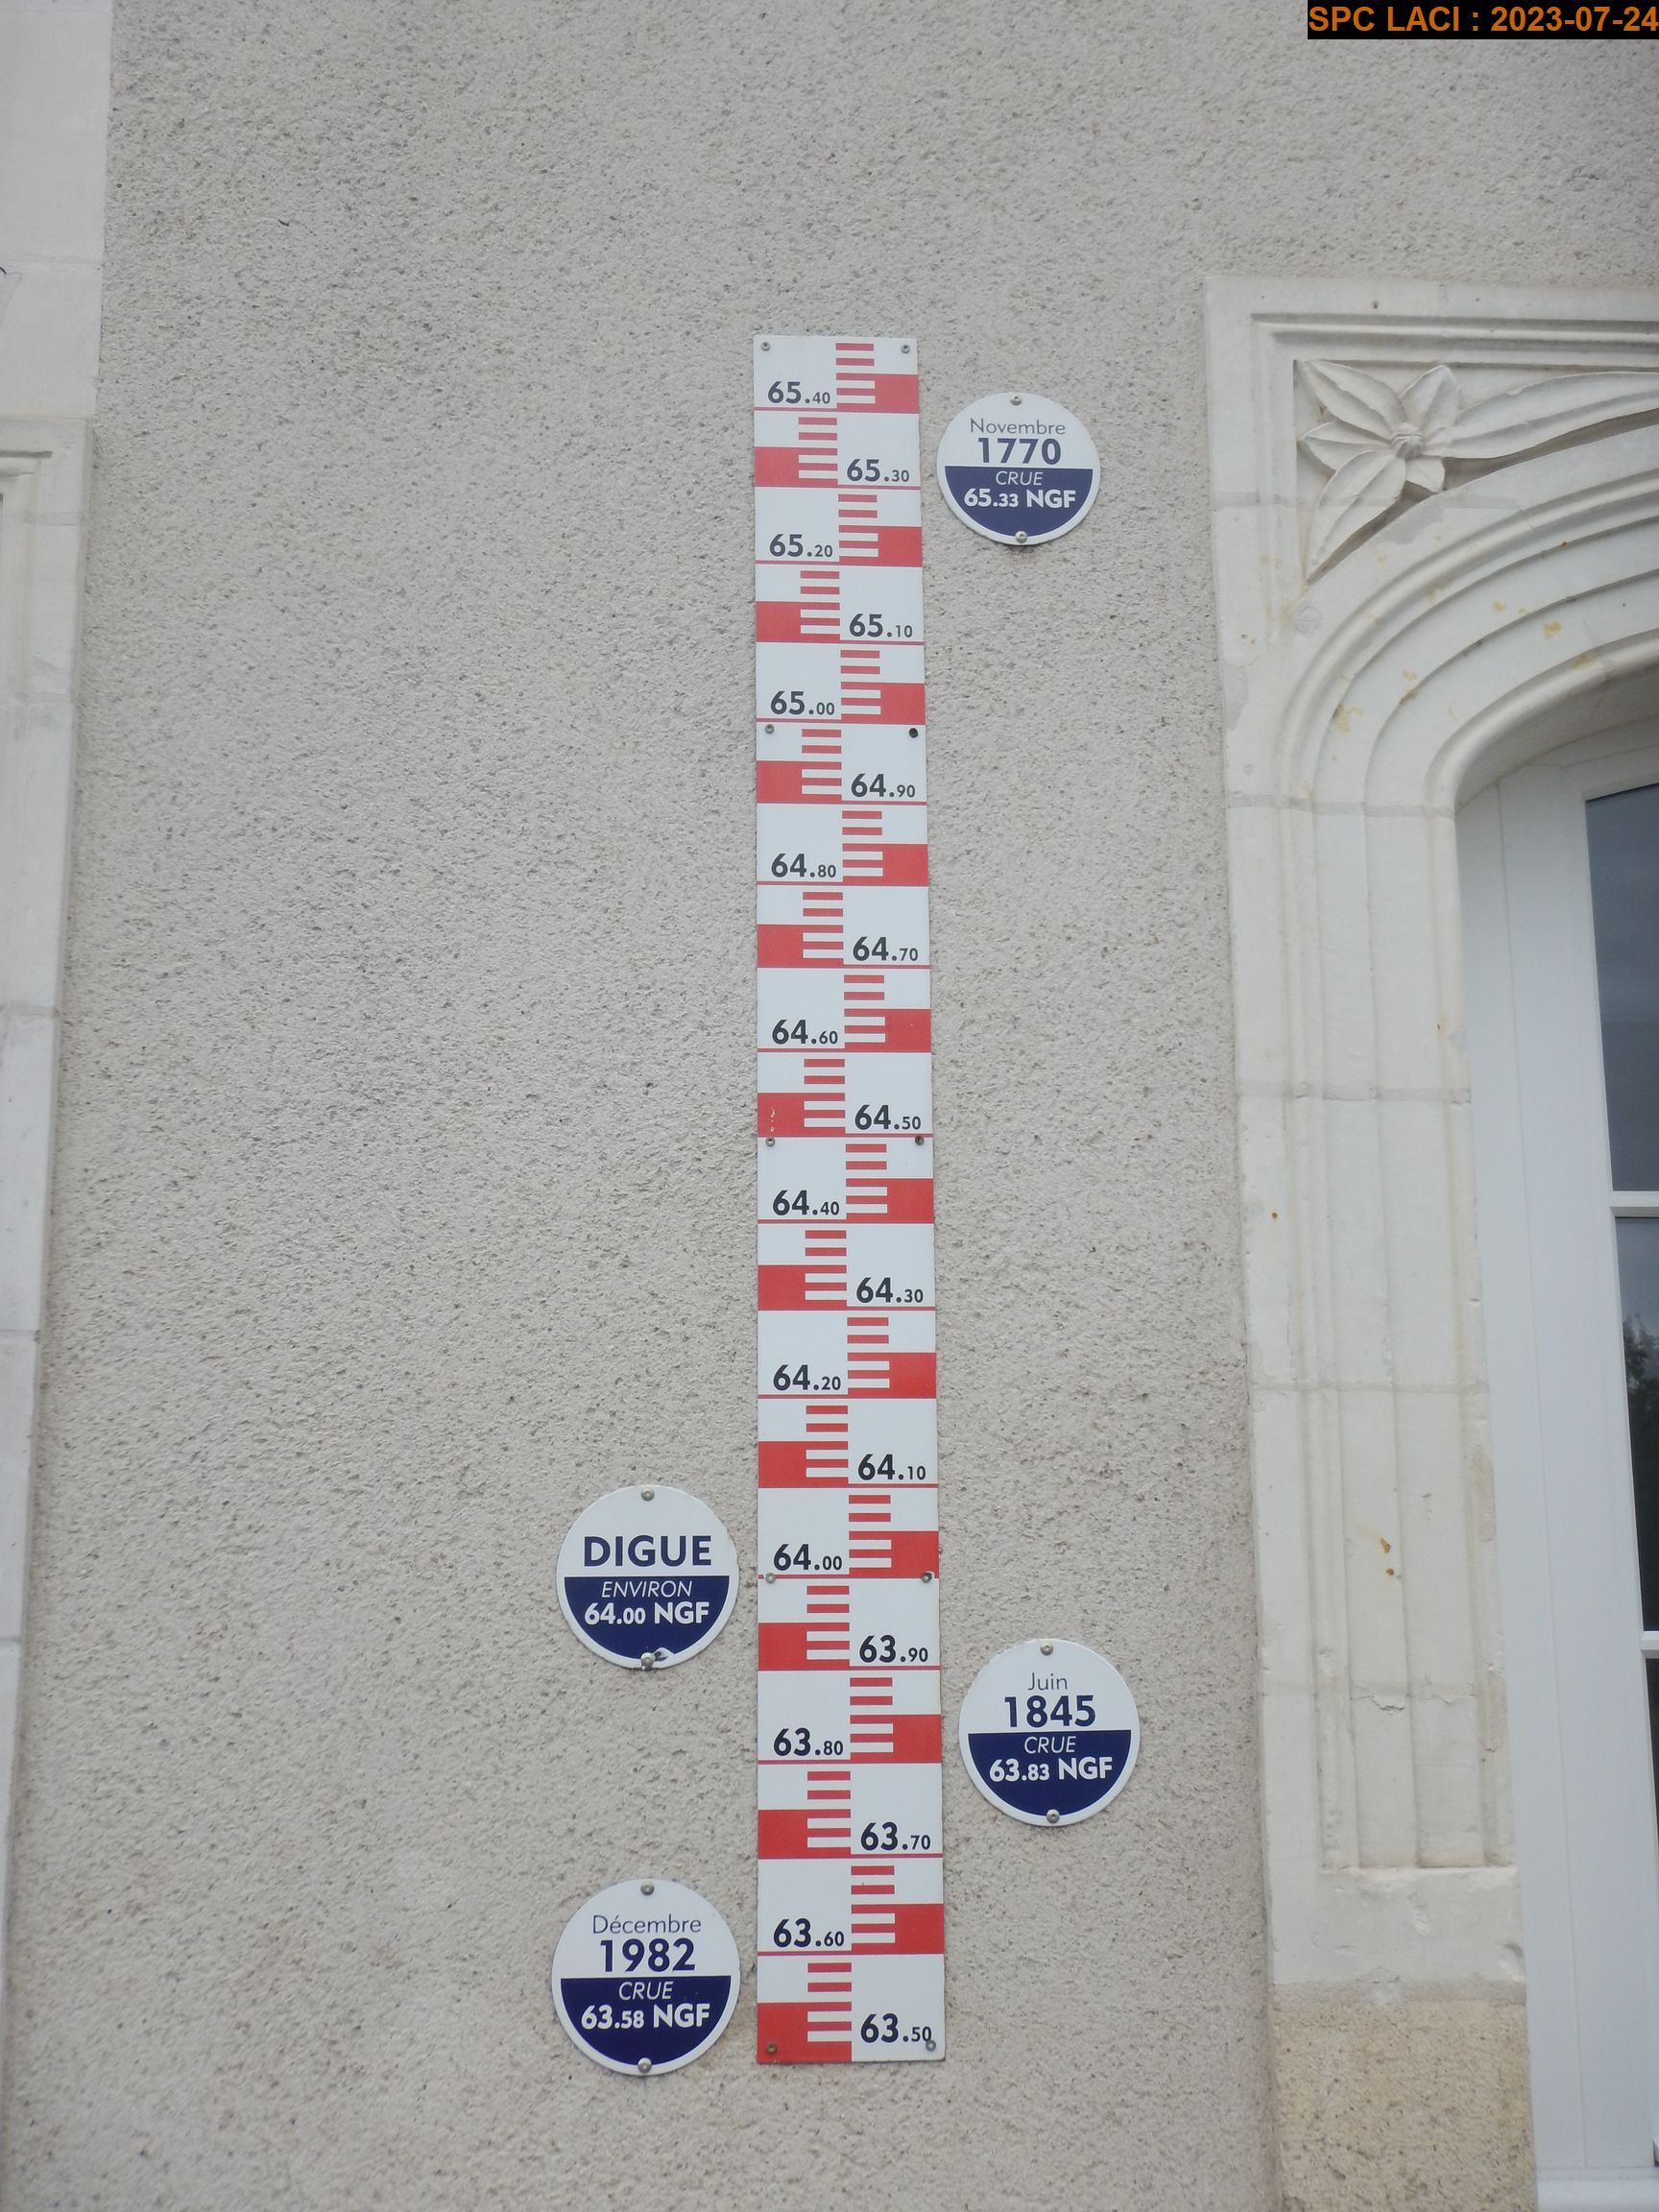 SPC LACI : 2023-07-24
65.40
Novembre
1770
CRUE
65.33 NGF
65.30
65.20
65.10
65.00
64.90
64.80
64.70
64.60
64.50
64.40
64.30
64.20
64.10
DIGUE
ENVIRON
64.00 NGF
64.00
63.90
Juin
1845
CRUE
63.83 NGF
63.80
63.70
Décembre
1982
CRUE
63.58 NGF
63.60
63.50